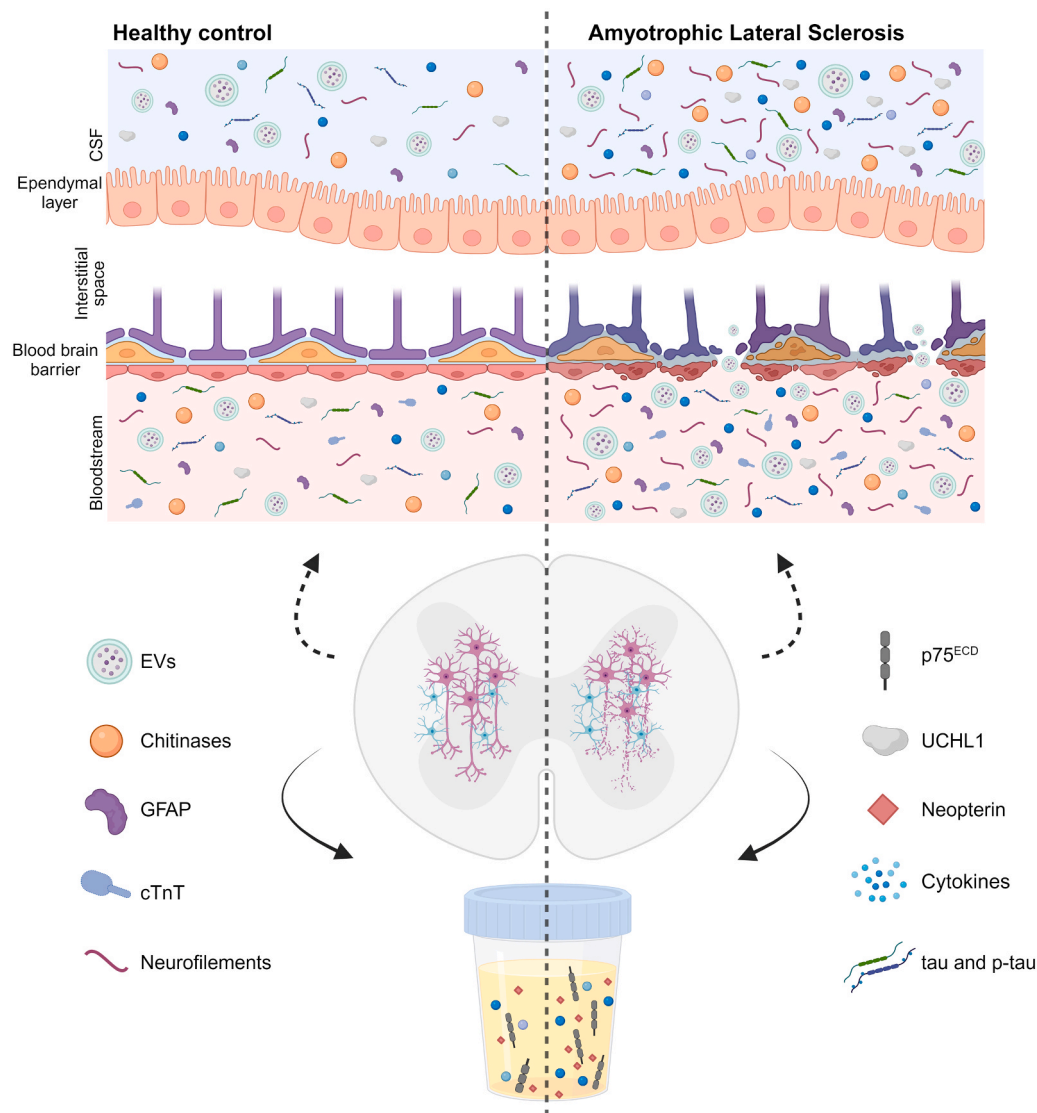 Healthy control
Amyotrophic Lateral Sclerosis
CSF
Ependymal
layer
Interstitial
space
Blood brain
barrier
Bloodstream
EVs
Chitinases
GFAP
cTnT
Neurofilements
p75ECD
UCHL1
Neopterin
Cytokines
tau and p-tau